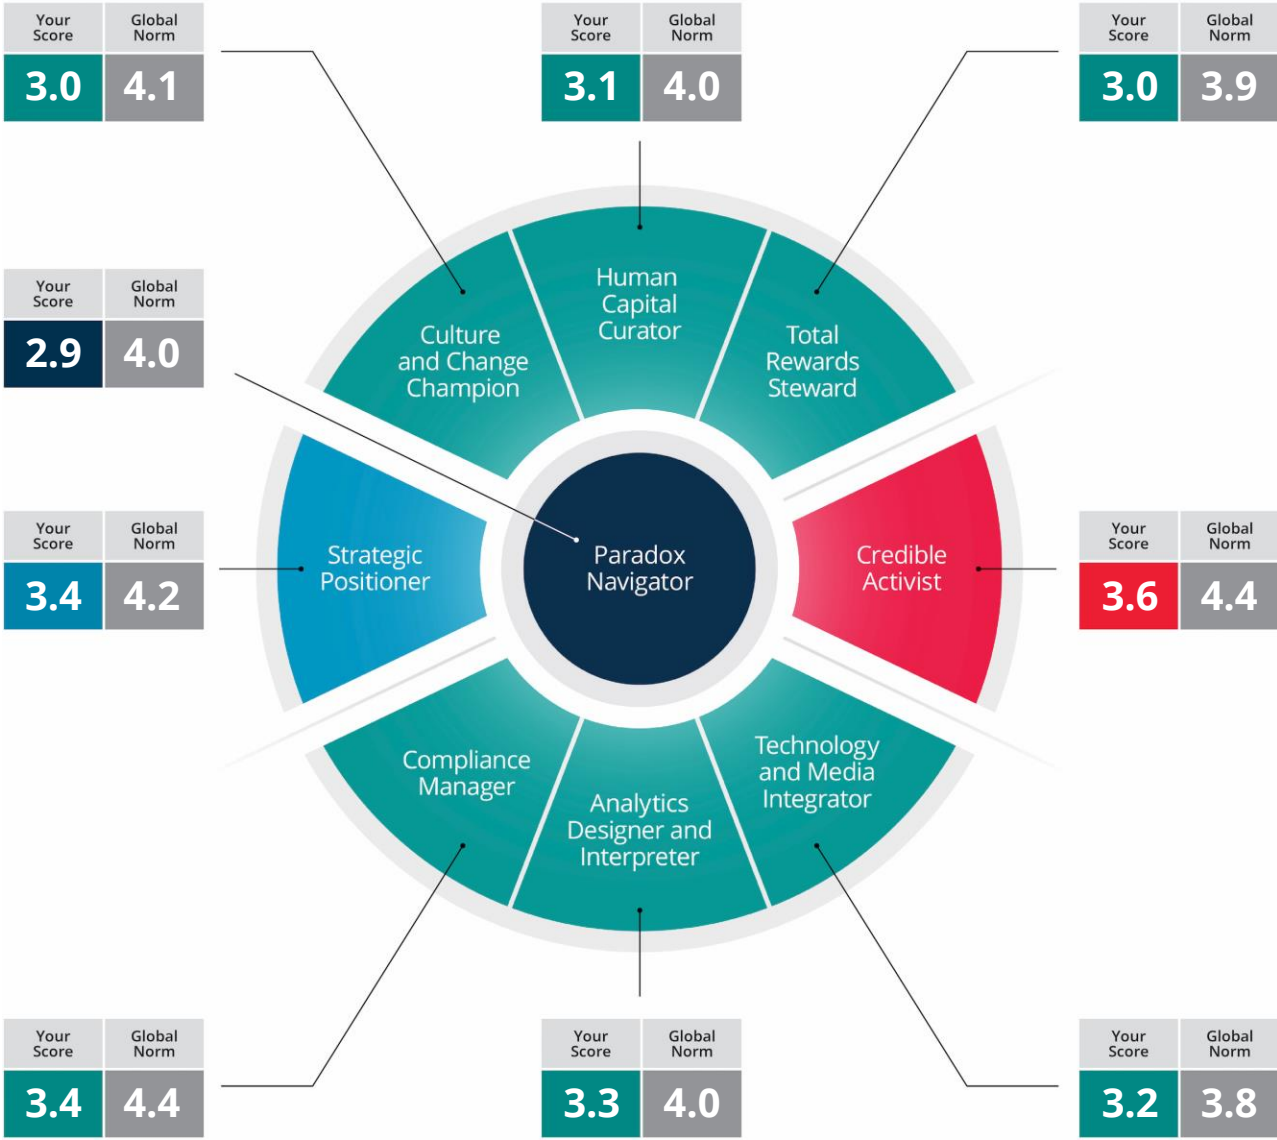 Your Score
Global Norm
3.0
4.1
Your Score
Global Norm
3.1
4.0
Your Score
Global Norm
3.0
3.9
Your Score
Global Norm
2.9
4.0
Human
Capital
Curator
Culture
and Change
Champion
Total
Rewards
Steward
Your Score
Global Norm
3.4
4.2
Strategic
Positioner
Paradox
Navigator
Credible
Activist
Your Score
Global Norm
3.6
4.4
Compliance
Manager
Analytics
Designer and
Interpreter
Technology
and Media
Integrator
Your Score
Global Norm
3.4
4.4
Your Score
Global Norm
3.3
4.0
Your Score
Global Norm
3.2
3.8